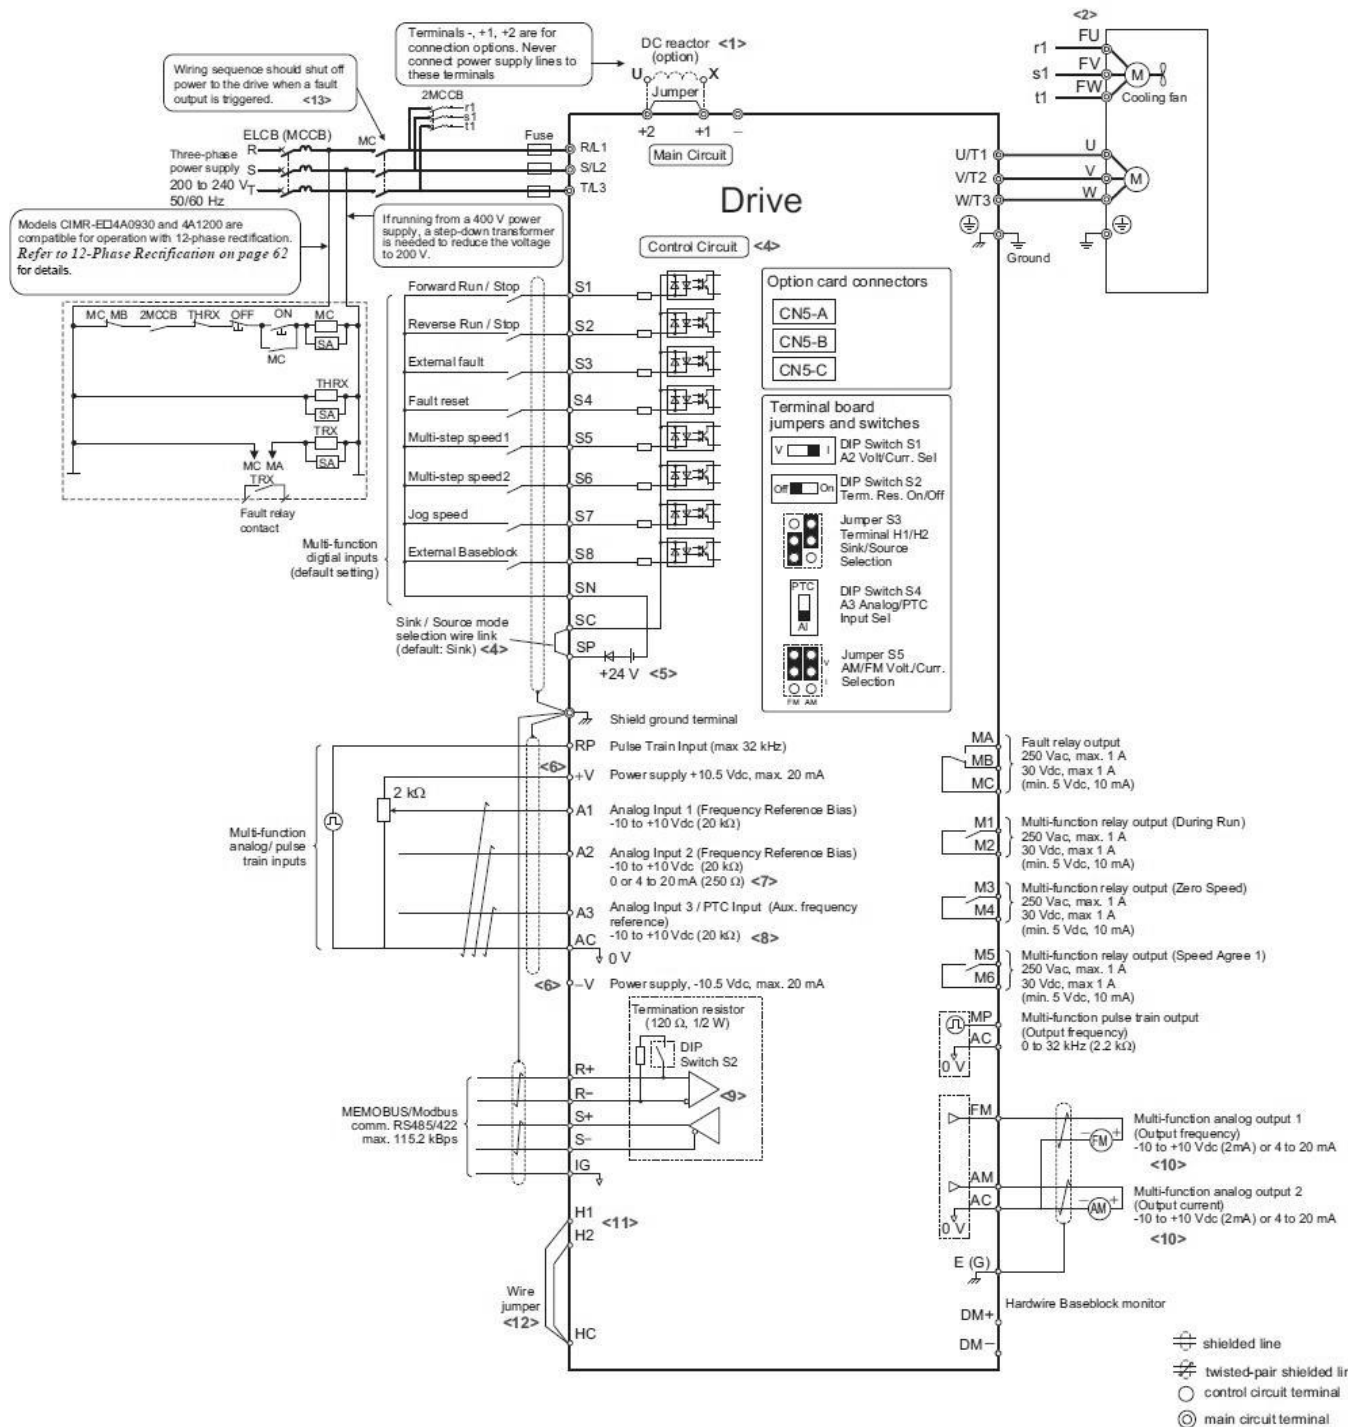 Terminals -, +1, +2 are for
connection options. Never
connect power supply lines to
these terminals
DC reactor <1>
(option)
U X
Jumper
+2 +1 −
Main Circuit
<2>
r1 FU
s1 FV
t1 FW
M
Cooling fan
Wiring sequence should shut off
power to the drive when a fault
output is triggered. <13>
2MCCB
r1
s1
t1
ELCB (MCCB)
MC
Fuse
Three-phase
power supply
200 to 240 V
50/60 Hz
R
S
T
R/L1
S/L2
T/L3
Drive
U/T1 U
V/T2 V
W/T3 W
M
Ground
Models CIMR-E□4A0930 and 4A1200 are
compatible for operation with 12-phase rectification.
Refer to 12-Phase Rectification on page 62
for details.
If running from a 400 V power
supply, a step-down transformer
is needed to reduce the voltage
to 200 V.
Control Circuit <4>
MC MB 2MCCB THRX OFF ON MC
SA
MC
THRX
SA
TRX
SA
MC MA
TRX
Fault relay
contact
Multi-function
digtial inputs
(default setting)
Forward Run / Stop S1
Reverse Run / Stop S2
External fault S3
Fault reset S4
Multi-step speed1 S5
Multi-step speed2 S6
Jog speed S7
External Baseblock S8
SN
SC
SP
Sink / Source mode
selection wire link
(default: Sink) <4>
+24 V <5>
Option card connectors
CN5-A
CN5-B
CN5-C
Terminal board
jumpers and switches
V I
DIP Switch S1
A2 Volt/Curr. Sel
Off On
DIP Switch S2
Term. Res. On/Off
Jumper S3
Terminal H1/H2
Sink/Source
Selection
PTC
AI
DIP Switch S4
A3 Analog/PTC
Input Sel
V
I
FM AM
Jumper S5
AM/FM Volt./Curr.
Selection
Shield ground terminal
Multi-function
analog/ pulse
train inputs
2 kΩ
RP Pulse Train Input (max 32 kHz)
<6> +V Power supply +10.5 Vdc, max. 20 mA
A1 Analog Input 1 (Frequency Reference Bias)
-10 to +10 Vdc (20 kΩ)
A2 Analog Input 2 (Frequency Reference Bias)
-10 to +10 Vdc (20 kΩ)
0 or 4 to 20 mA (250 Ω) <7>
A3 Analog Input 3 / PTC Input (Aux. frequency
reference)
-10 to +10 Vdc (20 kΩ) <8>
AC
0 V
<6> −V Power supply, -10.5 Vdc, max. 20 mA
Termination resistor
(120 Ω, 1/2 W)
DIP
Switch S2
<9>
MEMOBUS/Modbus
comm. RS485/422
max. 115.2 kBps
R+
R−
S+
S−
IG
H1 <11>
H2
Wire
jumper
<12>
HC
MA
MB
MC
Fault relay output
250 Vac, max. 1 A
30 Vdc, max 1 A
(min. 5 Vdc, 10 mA)
M1
M2
Multi-function relay output (During Run)
250 Vac, max. 1 A
30 Vdc, max 1 A
(min. 5 Vdc, 10 mA)
M3
M4
Multi-function relay output (Zero Speed)
250 Vac, max. 1 A
30 Vdc, max 1 A
(min. 5 Vdc, 10 mA)
M5
M6
Multi-function relay output (Speed Agree 1)
250 Vac, max. 1 A
30 Vdc, max 1 A
(min. 5 Vdc, 10 mA)
MP
AC
0 V
Multi-function pulse train output
(Output frequency)
0 to 32 kHz (2.2 kΩ)
FM
− FM +
Multi-function analog output 1
(Output frequency)
-10 to +10 Vdc (2mA) or 4 to 20 mA
<10>
AM
AC
0 V
− AM +
Multi-function analog output 2
(Output current)
-10 to +10 Vdc (2mA) or 4 to 20 mA
<10>
E (G)
Hardwire Baseblock monitor
DM+
DM−
shielded line
twisted-pair shielded li
control circuit terminal
main circuit terminal